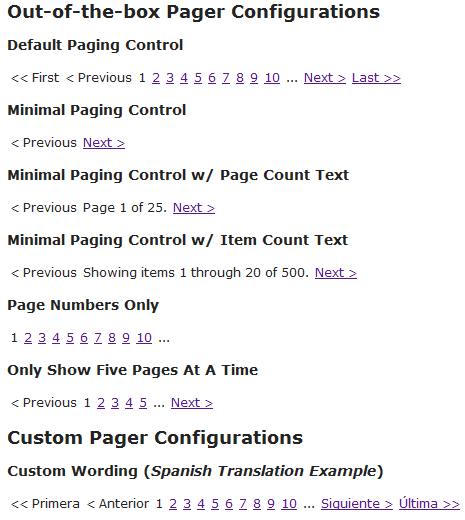 Out-of-the-box Pager Configurations
Default Paging Control
<< First < Previous 1 2 3 4 5 6 7 8 9 10 ... Next > Last >>
Minimal Paging Control
< Previous Next >
Minimal Paging Control w/ Page Count Text
< Previous Page 1 of 25. Next >
Minimal Paging Control w/ Item Count Text
< Previous Showing items 1 through 20 of 500. Next >
Page Numbers Only
1 2 3 4 5 6 7 8 9 10 ...
Only Show Five Pages At A Time
< Previous 1 2 3 4 5 ... Next >
Custom Pager Configurations
Custom Wording (Spanish Translation Example)
<< Primera < Anterior 1 2 3 4 5 6 7 8 9 10 ... Siguiente > Última >>